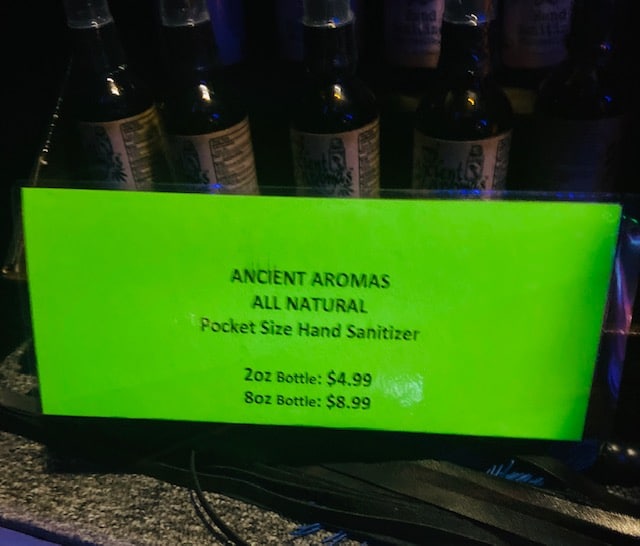 ANCIENT AROMAS
ALL NATURAL
Pocket Size Hand Sanitizer
2oz Bottle: $4.99
8oz Bottle: $8.99